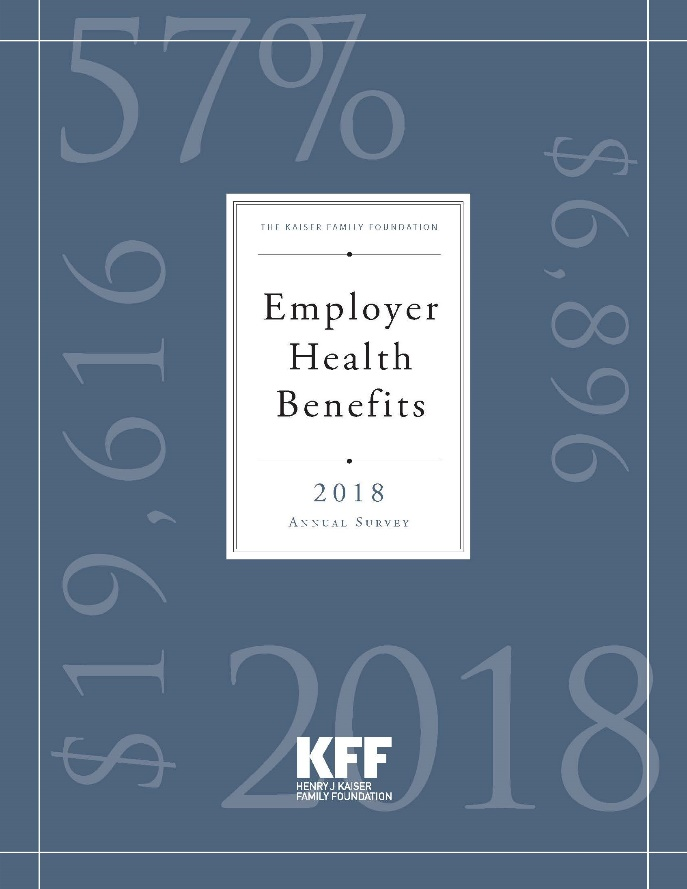 57%
$6,896
THE KAISER FAMILY FOUNDATION
Employer
Health
Benefits
2018
ANNUAL SURVEY
$19,616
2018
KFF
HENRY J KAISER
FAMILY FOUNDATION